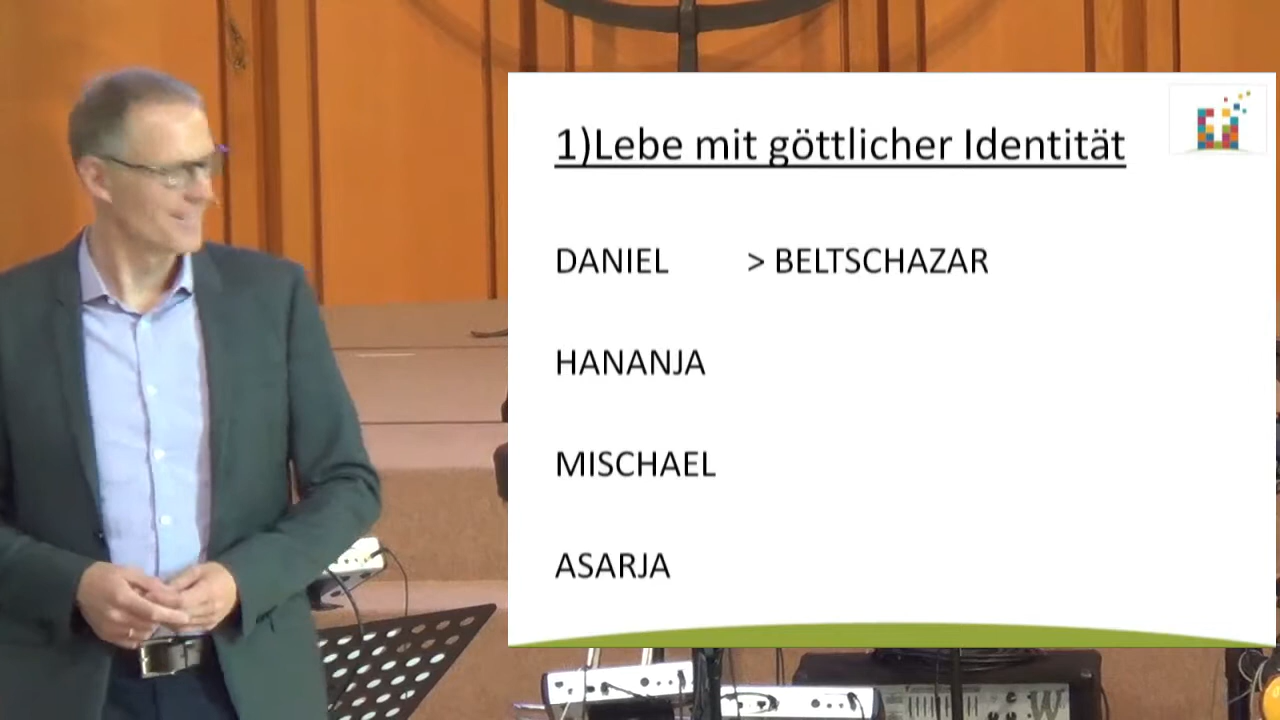 1)Lebe mit göttlicher Identität
DANIEL > BELTSCHAZAR
HANANJA
MISCHAEL
ASARJA
W